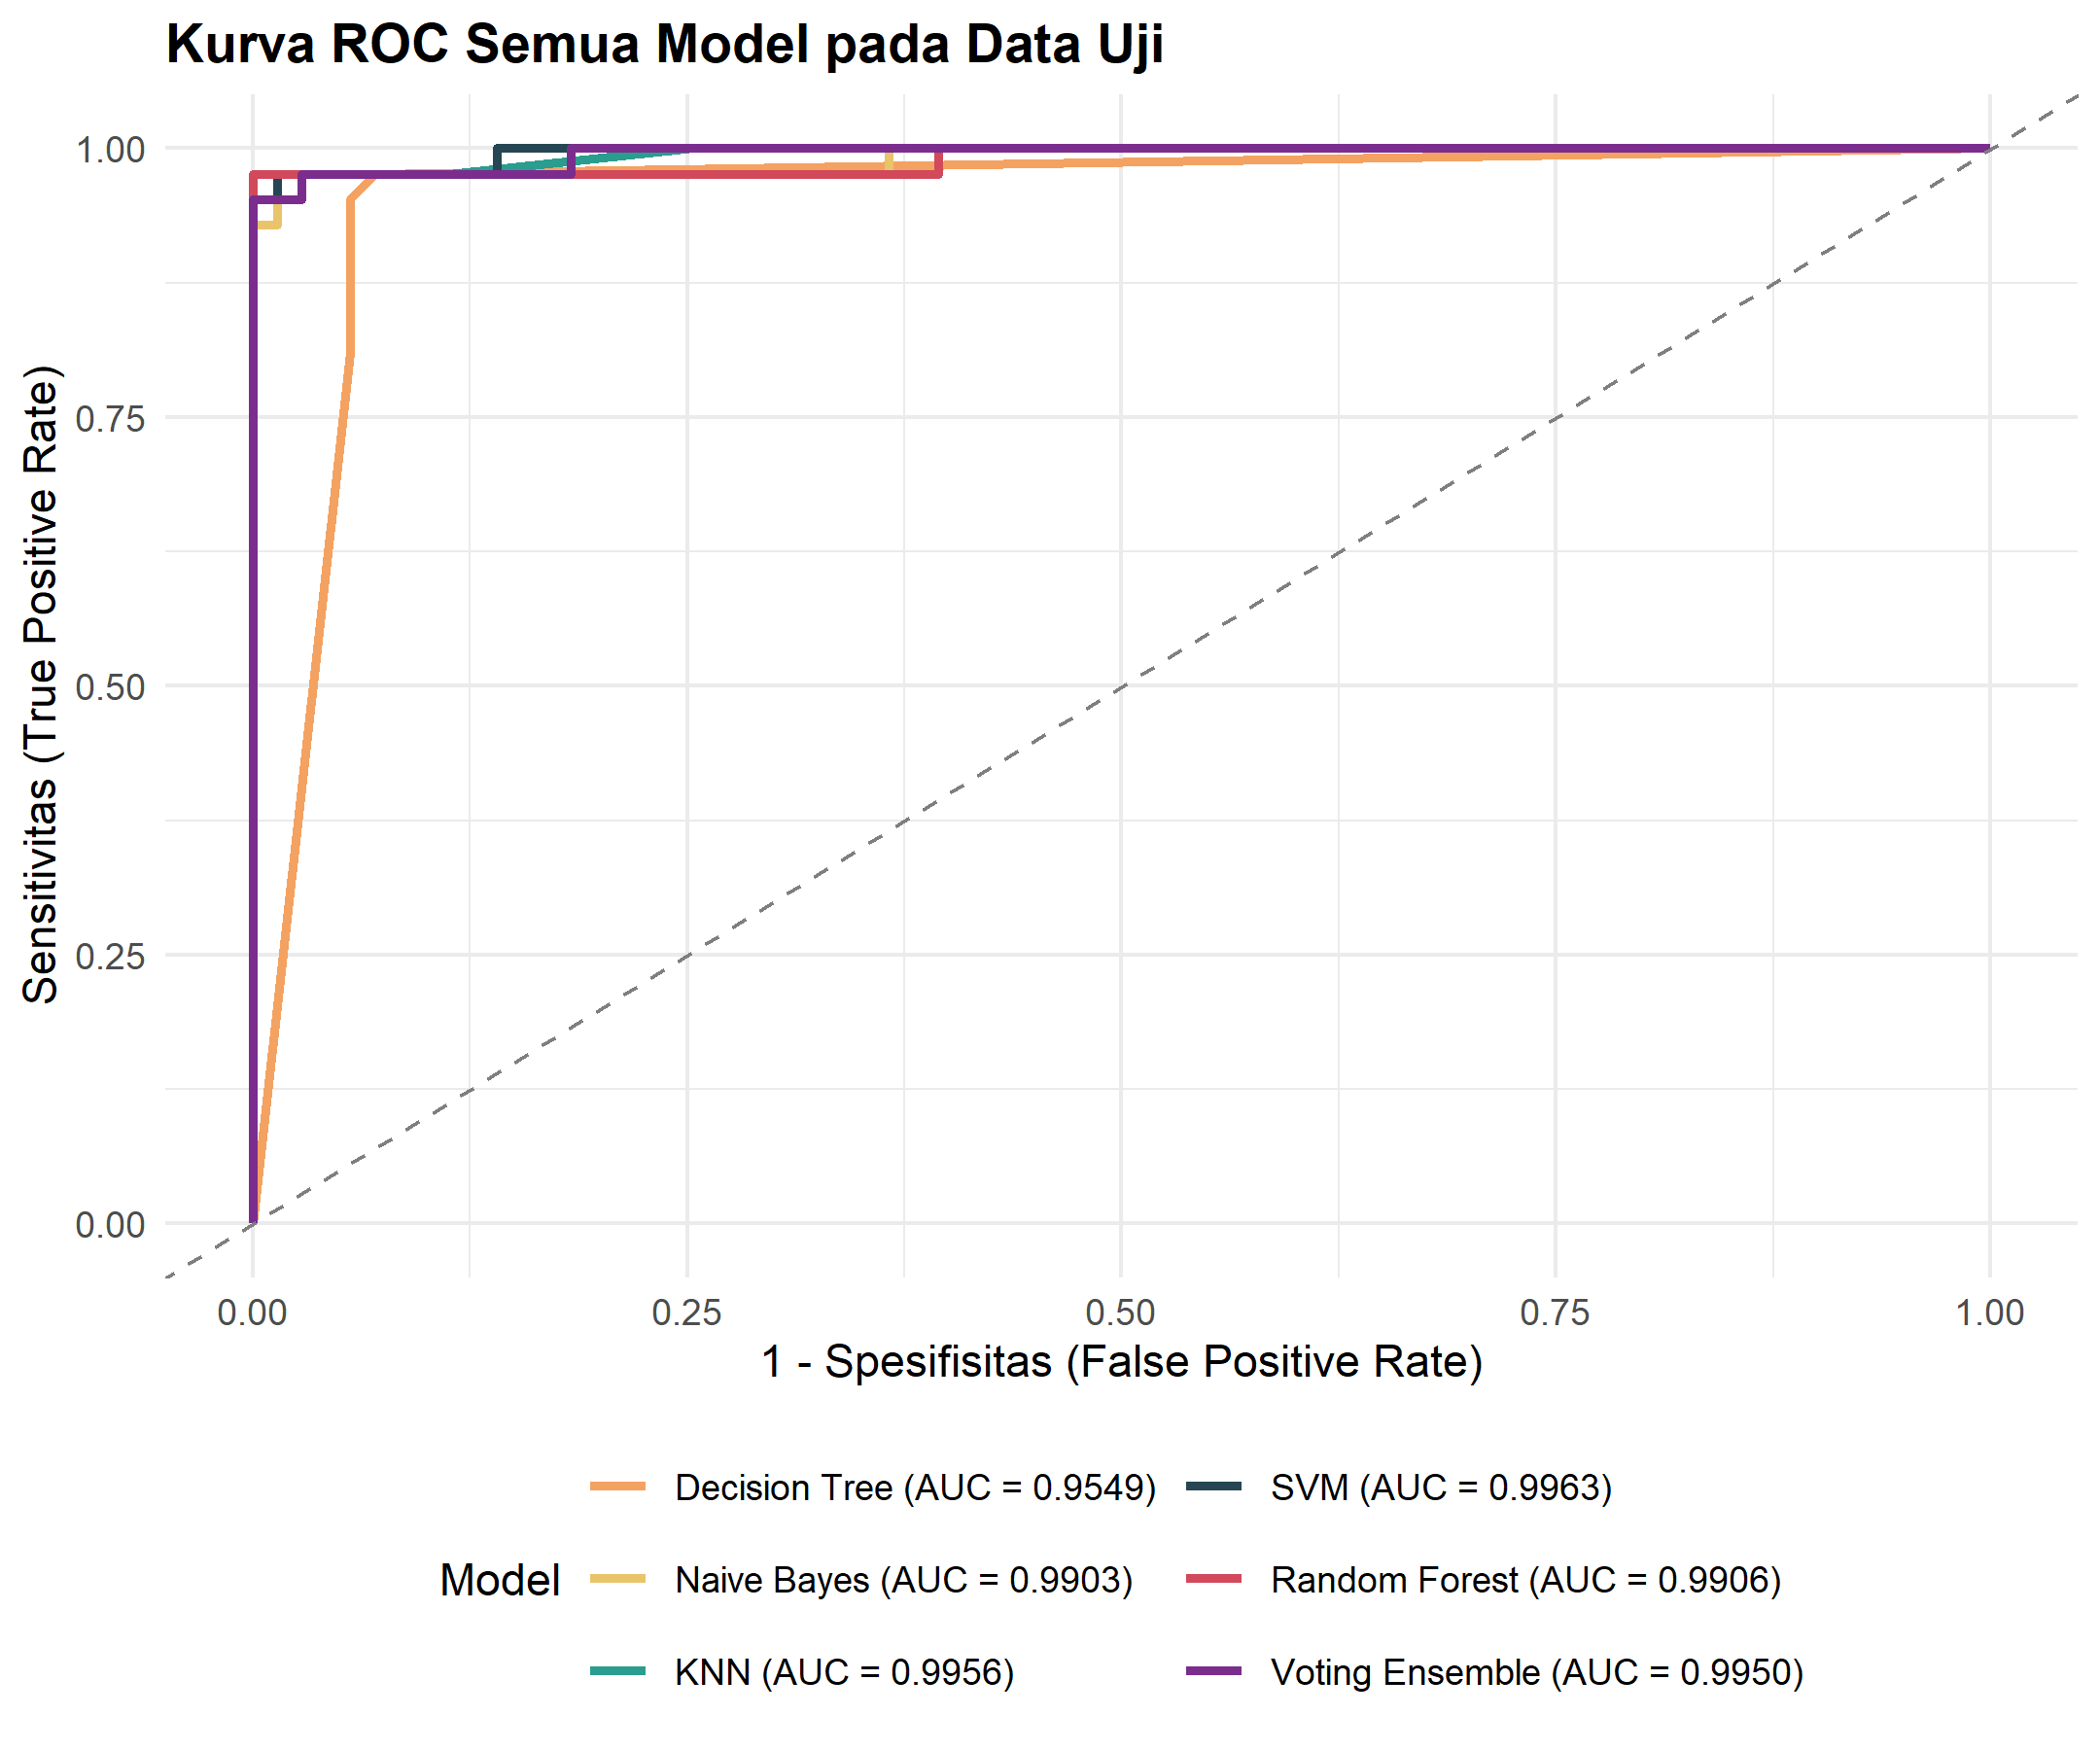 Kurva ROC Semua Model pada Data Uji
Sensitivitas (True Positive Rate)
1.00
0.75
0.50
0.25
0.00
0.00 0.25 0.50 0.75 1.00
1 - Spesifisitas (False Positive Rate)
Model
Decision Tree (AUC = 0.9549)
Naive Bayes (AUC = 0.9903)
KNN (AUC = 0.9956)
SVM (AUC = 0.9963)
Random Forest (AUC = 0.9906)
Voting Ensemble (AUC = 0.9950)